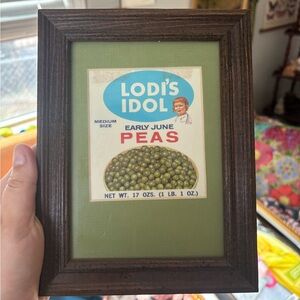 LODI'S
IDOL
MEDIUM
SIZE
EARLY JUNE
PEAS
NET WT. 17 OZS. (1 LB. 1 OZ.)